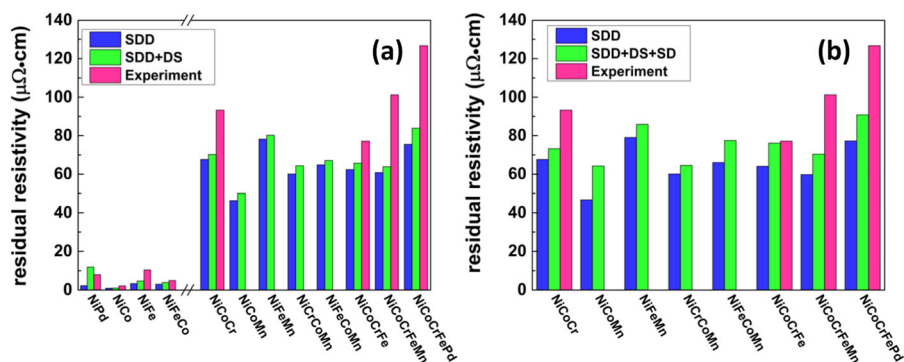 140
120
100
80
60
40
20
0
residual resistivity (μΩ•cm)
SDD
SDD+DS
Experiment
(a)
//
//
NiPd
NiCo
NiFe
NiFeCo
NiCoCr
NiCoMn
NiFeMn
NiCrCoMn
NiFeCoMn
NiCoCrFe
NiCoCrFeMn
NiCoCrFePd
140
120
100
80
60
40
20
0
residual resistivity (μΩ•cm)
SDD
SDD+DS+SD
Experiment
(b)
NiCoCr
NiCoMn
NiFeMn
NiCrCoMn
NiFeCoMn
NiCoCrFe
NiCoCrFeMn
NiCoCrFePd